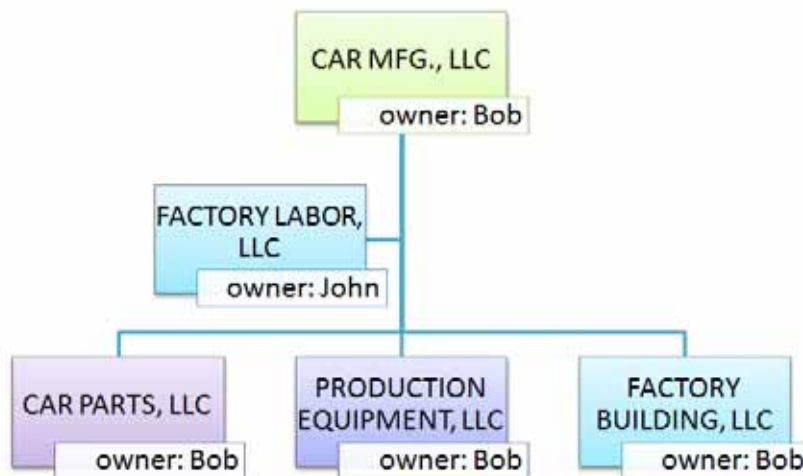 CAR MFG., LLC
owner: Bob
FACTORY LABOR,
LLC
owner: John
CAR PARTS, LLC
owner: Bob
PRODUCTION
EQUIPMENT, LLC
owner: Bob
FACTORY
BUILDING, LLC
owner: Bob